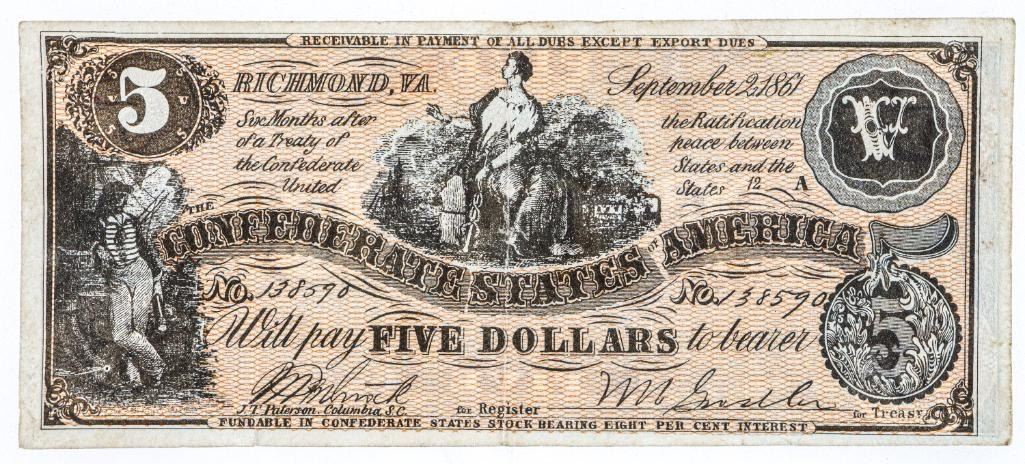 RECEIVABLE IN PAYMENT OF ALL DUES EXCEPT EXPORT DUES
5
RICHMOND, VA.
September 2, 1861
V
Six Months after the Ratification
of a Treaty of peace between
the Confederate States and the
United States 12 A
THE CONFEDERATE STATES OF AMERICA
No. 138590 No. 138590
Will pay FIVE DOLLARS to bearer
5
J.T. Paterson. Columbia S.C. for Register for Treasr
FUNDABLE IN CONFEDERATE STATES STOCK BEARING EIGHT PER CENT INTEREST